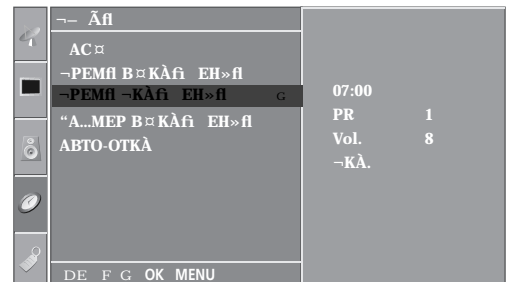 ¬– Ãfl
AC¤
¬PEMfl B¤KÀfi EH»fl
¬PEMfl ¬KÀfi EH»fl G
“A...MEP B¤KÀfi EH»fl
ABTO-OTKÀ
07:00
PR 1
Vol. 8
¬KÀ.
DE F G OK MENU